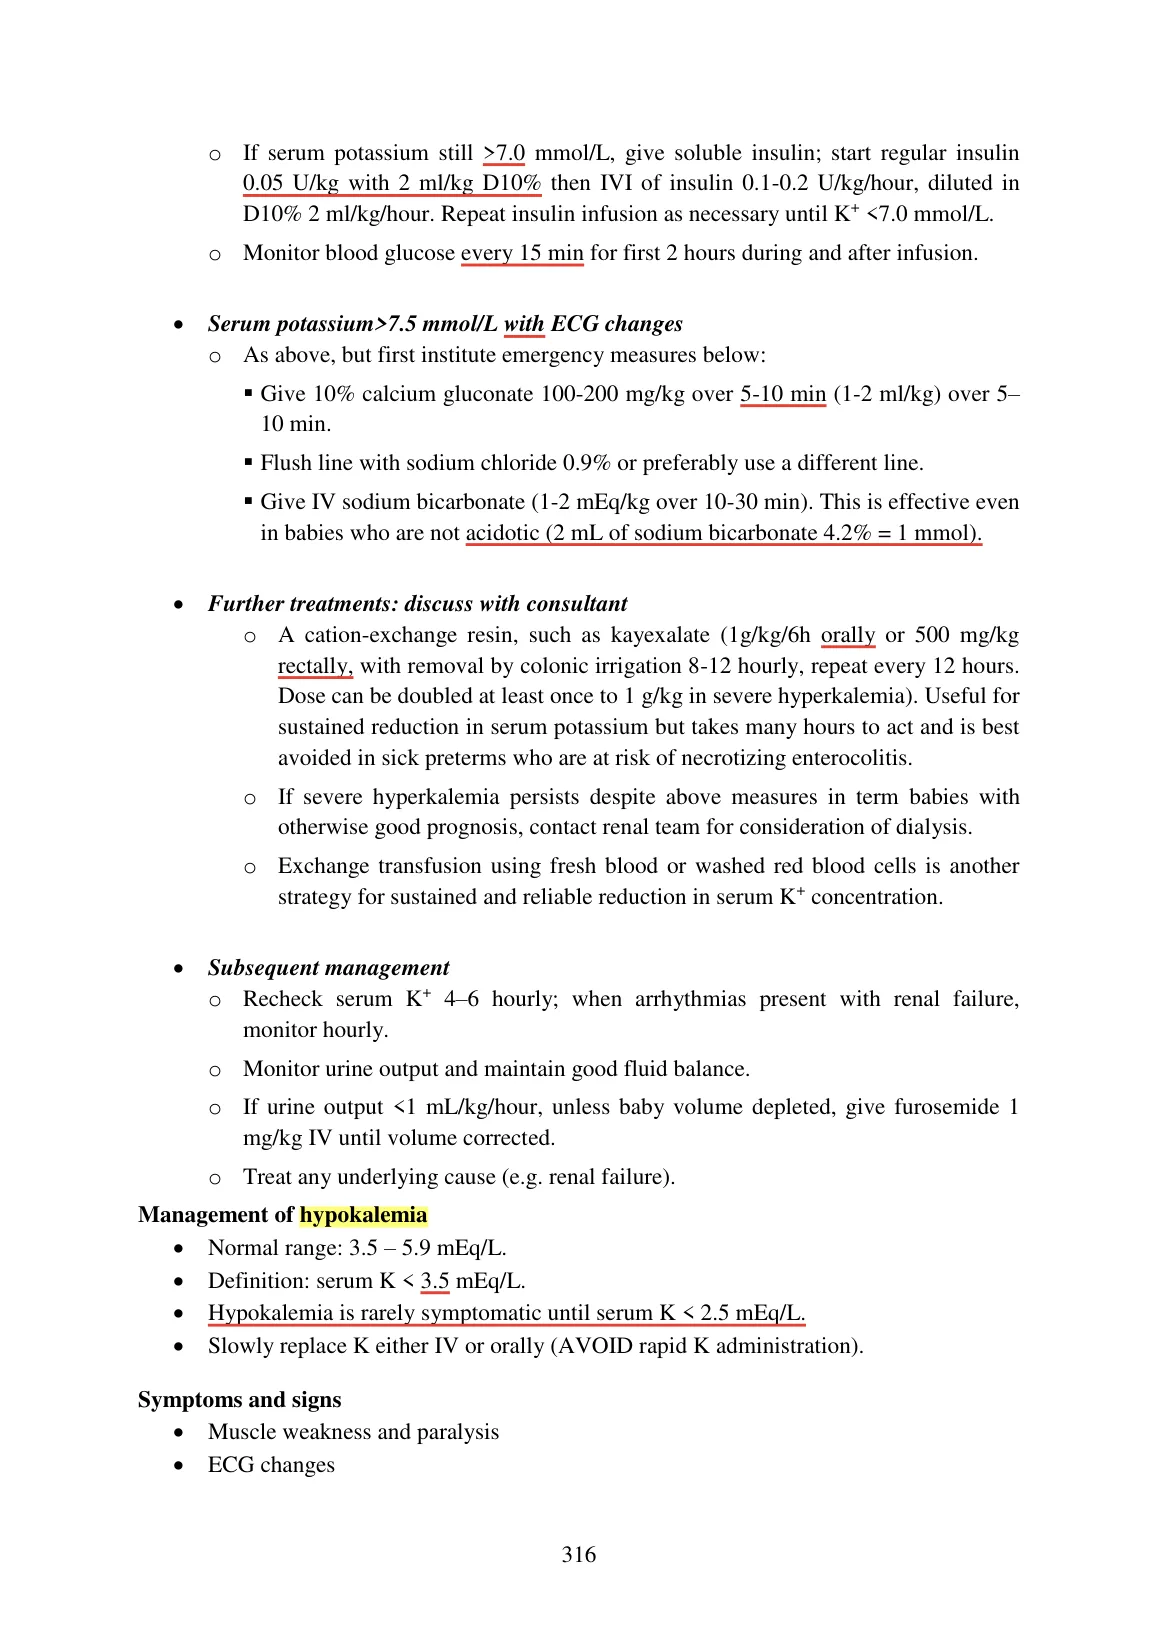 o If serum potassium still >7.0 mmol/L, give soluble insulin; start regular insulin
0.05 U/kg with 2 ml/kg D10% then IVI of insulin 0.1-0.2 U/kg/hour, diluted in
D10% 2 ml/kg/hour. Repeat insulin infusion as necessary until K⁺ <7.0 mmol/L.
o Monitor blood glucose every 15 min for first 2 hours during and after infusion.
• Serum potassium>7.5 mmol/L with ECG changes
o As above, but first institute emergency measures below:
▪ Give 10% calcium gluconate 100-200 mg/kg over 5-10 min (1-2 ml/kg) over 5–
10 min.
▪ Flush line with sodium chloride 0.9% or preferably use a different line.
▪ Give IV sodium bicarbonate (1-2 mEq/kg over 10-30 min). This is effective even
in babies who are not acidotic (2 mL of sodium bicarbonate 4.2% = 1 mmol).
• Further treatments: discuss with consultant
o A cation-exchange resin, such as kayexalate (1g/kg/6h orally or 500 mg/kg
rectally, with removal by colonic irrigation 8-12 hourly, repeat every 12 hours.
Dose can be doubled at least once to 1 g/kg in severe hyperkalemia). Useful for
sustained reduction in serum potassium but takes many hours to act and is best
avoided in sick preterms who are at risk of necrotizing enterocolitis.
o If severe hyperkalemia persists despite above measures in term babies with
otherwise good prognosis, contact renal team for consideration of dialysis.
o Exchange transfusion using fresh blood or washed red blood cells is another
strategy for sustained and reliable reduction in serum K⁺ concentration.
• Subsequent management
o Recheck serum K⁺ 4–6 hourly; when arrhythmias present with renal failure,
monitor hourly.
o Monitor urine output and maintain good fluid balance.
o If urine output <1 mL/kg/hour, unless baby volume depleted, give furosemide 1
mg/kg IV until volume corrected.
o Treat any underlying cause (e.g. renal failure).
Management of hypokalemia
• Normal range: 3.5 – 5.9 mEq/L.
• Definition: serum K < 3.5 mEq/L.
• Hypokalemia is rarely symptomatic until serum K < 2.5 mEq/L.
• Slowly replace K either IV or orally (AVOID rapid K administration).
Symptoms and signs
• Muscle weakness and paralysis
• ECG changes
316